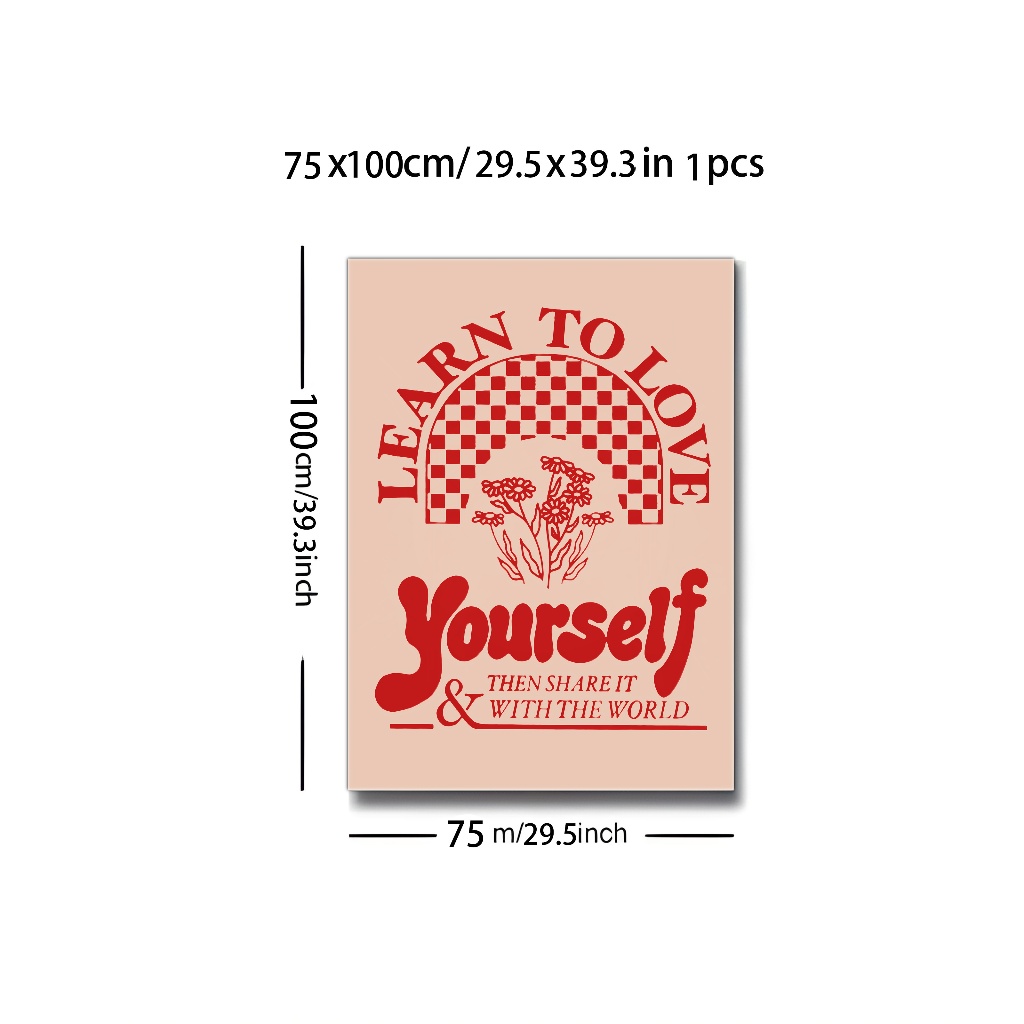 75x100cm/ 29.5x39.3in 1pcs
100cm/39.3inch
LEARN TO LOVE
Yourself
& THEN SHARE IT
WITH THE WORLD
75 m/29.5inch